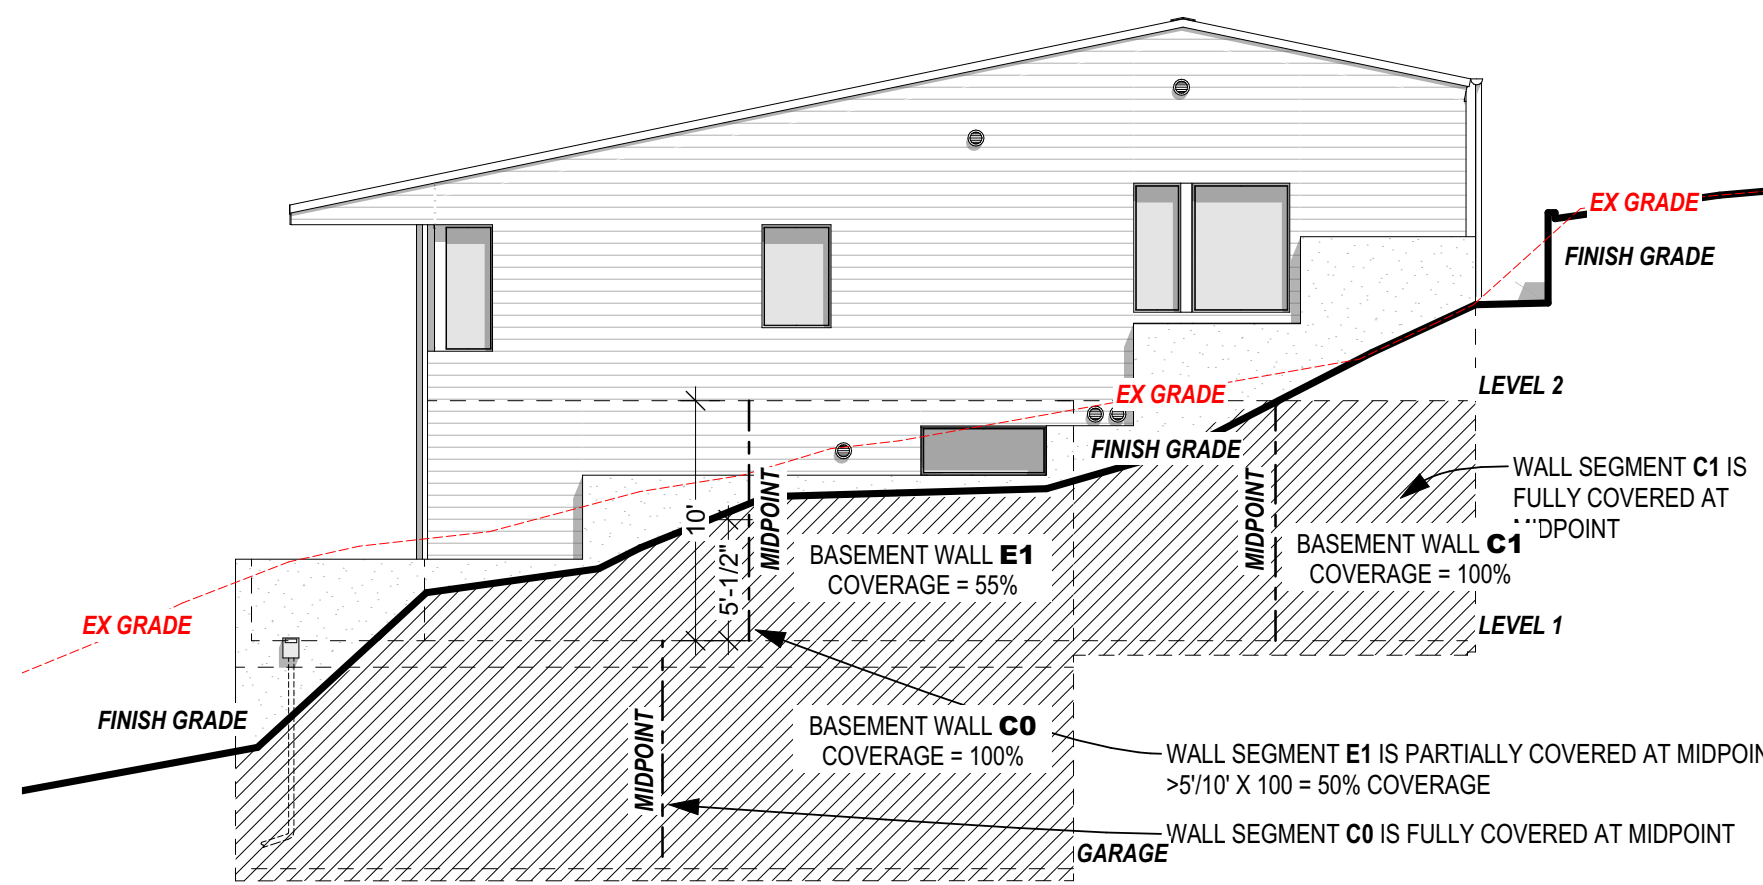 EX GRADE
FINISH GRADE
LEVEL 2
EX GRADE
FINISH GRADE
WALL SEGMENT C1 IS
FULLY COVERED AT
MIDPOINT
10'
5'-1/2"
MIDPOINT
BASEMENT WALL E1
COVERAGE = 55%
MIDPOINT
BASEMENT WALL C1
COVERAGE = 100%
EX GRADE
LEVEL 1
FINISH GRADE
MIDPOINT
BASEMENT WALL C0
COVERAGE = 100%
WALL SEGMENT E1 IS PARTIALLY COVERED AT MIDPOIN
>5'/10' X 100 = 50% COVERAGE
WALL SEGMENT C0 IS FULLY COVERED AT MIDPOINT
GARAGE